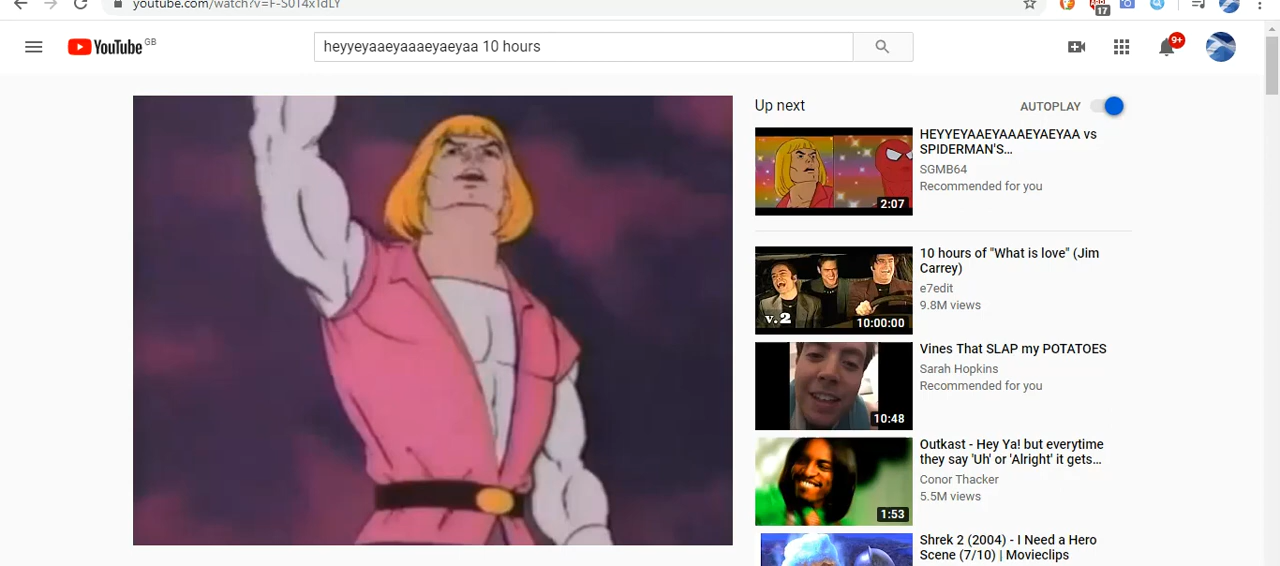 youtube.com/watch?v=F-S0T4x1dLY
17
YouTube GB
heyyeyaaeyaaaeyaeyaa 10 hours
9+
Up next
AUTOPLAY
HEYYEYAAEYAAAEYAEYAA vs
SPIDERMAN'S...
SGMB64
Recommended for you
2:07
10 hours of "What is love" (Jim
Carrey)
e7edit
9.8M views
v.2
10:00:00
Vines That SLAP my POTATOES
Sarah Hopkins
Recommended for you
10:48
Outkast - Hey Ya! but everytime
they say 'Uh' or 'Alright' it gets...
Conor Thacker
5.5M views
1:53
Shrek 2 (2004) - I Need a Hero
Scene (7/10) | Movieclips